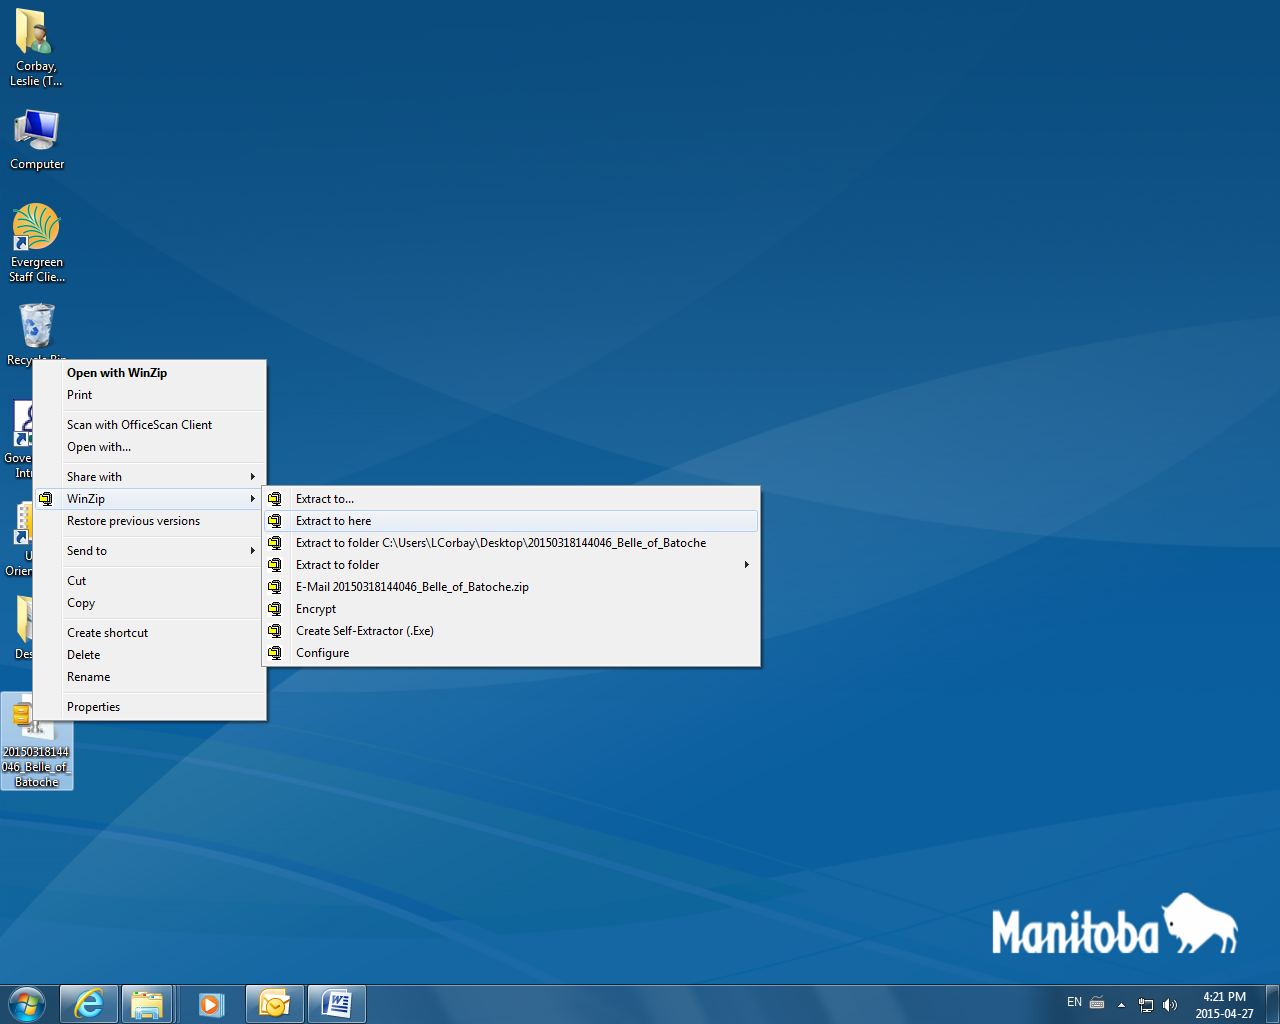 Corbay,
Leslie (T...
Computer
Evergreen
Staff Clie...
Recycle Bin
Open with WinZip
Print
Scan with OfficeScan Client
Open with...
Share with
WinZip
Restore previous versions
Send to
Cut
Copy
Create shortcut
Delete
Rename
Properties
Extract to...
Extract to here
Extract to folder C:\Users\LCorbay\Desktop\20150318144046_Belle_of_Batoche
Extract to folder
E-Mail 20150318144046_Belle_of_Batoche.zip
Encrypt
Create Self-Extractor (.Exe)
Configure
20150318144
046_Belle_of_
Batoche
Manitoba
EN
4:21 PM
2015-04-27